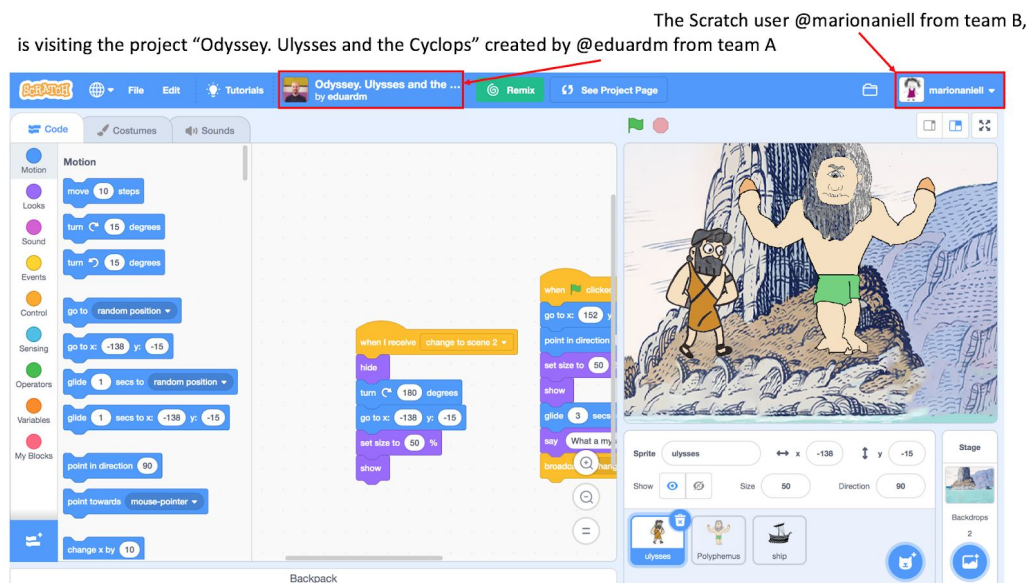 The Scratch user @marionaniell from team B,
is visiting the project “Odyssey. Ulysses and the Cyclops” created by @eduardm from team A
SCRATCH
File
Edit
Tutorials
Odyssey. Ulysses and the ...
by eduardm
Remix
See Project Page
marionaniell
Code
Costumes
Sounds
Motion
Looks
Sound
Events
Control
Sensing
Operators
Variables
My Blocks
Motion
move 10 steps
turn 15 degrees
turn 15 degrees
go to random position
go to x: -138 y: -15
glide 1 secs to random position
glide 1 secs to x: -138 y: -15
point in direction 90
point towards mouse-pointer
change x by 10
when I receive change to scene 2
hide
turn 180 degrees
go to x: -138 y: -15
set size to 50 %
show
when clicked
go to x: 152 y
point in direction
set size to 50
show
glide 3 secs
say What a my
Sprite ulysses x -138 y -15
Show Size 50 Direction 90
ulysses
Polyphemus
ship
Stage
Backdrops
2
Backpack